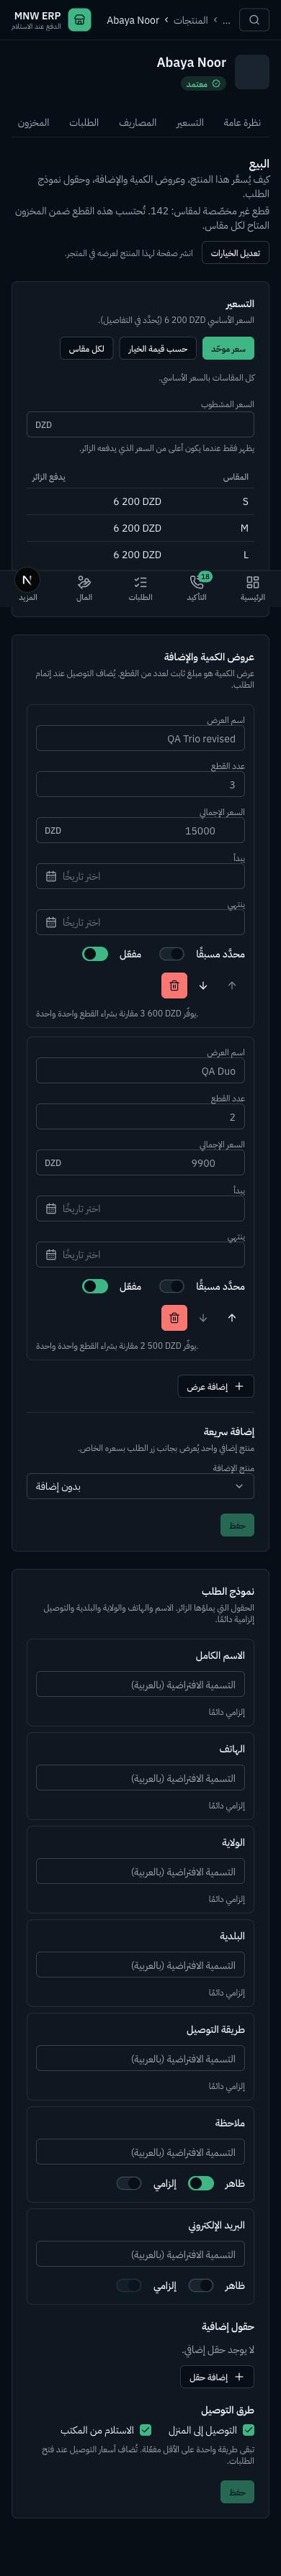 MNW ERP
الدفع عند الاستلام
... › المنتجات › Abaya Noor
Abaya Noor
معتمد
نظرة عامة
التسعير
المصاريف
الطلبات
المخزون
البيع
كيف يُسعَّر هذا المنتج، وعروض الكمية والإضافة، وحقول نموذج
الطلب.
قطع غير مخصّصة لمقاس: 142. تُحتسب هذه القطع ضمن المخزون
المتاح لكل مقاس.
تعديل الخيارات
انشر صفحة لهذا المنتج لعرضه في المتجر.
التسعير
السعر الأساسي 6 200 DZD (يُحدَّد في التفاصيل).
سعر موحّد
حسب قيمة الخيار
لكل مقاس
كل المقاسات بالسعر الأساسي.
السعر المشطوب
DZD
يظهر فقط عندما يكون أعلى من السعر الذي يدفعه الزائر.
المقاس
يدفع الزائر
S 6 200 DZD
M 6 200 DZD
L 6 200 DZD
الرئيسية
18
التأكيد
الطلبات
المال
المزيد
N
عروض الكمية والإضافة
عرض الكمية هو مبلغ ثابت لعدد من القطع. يُضاف التوصيل عند إتمام
الطلب.
اسم العرض
QA Trio revised
عدد القطع
3
السعر الإجمالي
15000 DZD
يبدأ
اختر تاريخًا
ينتهي
اختر تاريخًا
محدَّد مسبقًا
مفعّل
يوفّر 3 600 DZD مقارنة بشراء القطع واحدة واحدة.
اسم العرض
QA Duo
عدد القطع
2
السعر الإجمالي
9900 DZD
يبدأ
اختر تاريخًا
ينتهي
اختر تاريخًا
محدَّد مسبقًا
مفعّل
يوفّر 2 500 DZD مقارنة بشراء القطع واحدة واحدة.
إضافة عرض
إضافة سريعة
منتج إضافي واحد يُعرض بجانب زر الطلب بسعره الخاص.
منتج الإضافة
بدون إضافة
حفظ
نموذج الطلب
الحقول التي يملؤها الزائر. الاسم والهاتف والولاية والبلدية والتوصيل
إلزامية دائمًا.
الاسم الكامل
التسمية الافتراضية (بالعربية)
إلزامي دائمًا
الهاتف
التسمية الافتراضية (بالعربية)
إلزامي دائمًا
الولاية
التسمية الافتراضية (بالعربية)
إلزامي دائمًا
البلدية
التسمية الافتراضية (بالعربية)
إلزامي دائمًا
طريقة التوصيل
التسمية الافتراضية (بالعربية)
إلزامي دائمًا
ملاحظة
التسمية الافتراضية (بالعربية)
ظاهر
إلزامي
البريد الإلكتروني
التسمية الافتراضية (بالعربية)
ظاهر
إلزامي
حقول إضافية
لا يوجد حقل إضافي.
إضافة حقل
طرق التوصيل
التوصيل إلى المنزل
الاستلام من المكتب
تبقى طريقة واحدة على الأقل مفعّلة. تُضاف أسعار التوصيل عند فتح
الطلبات.
حفظ